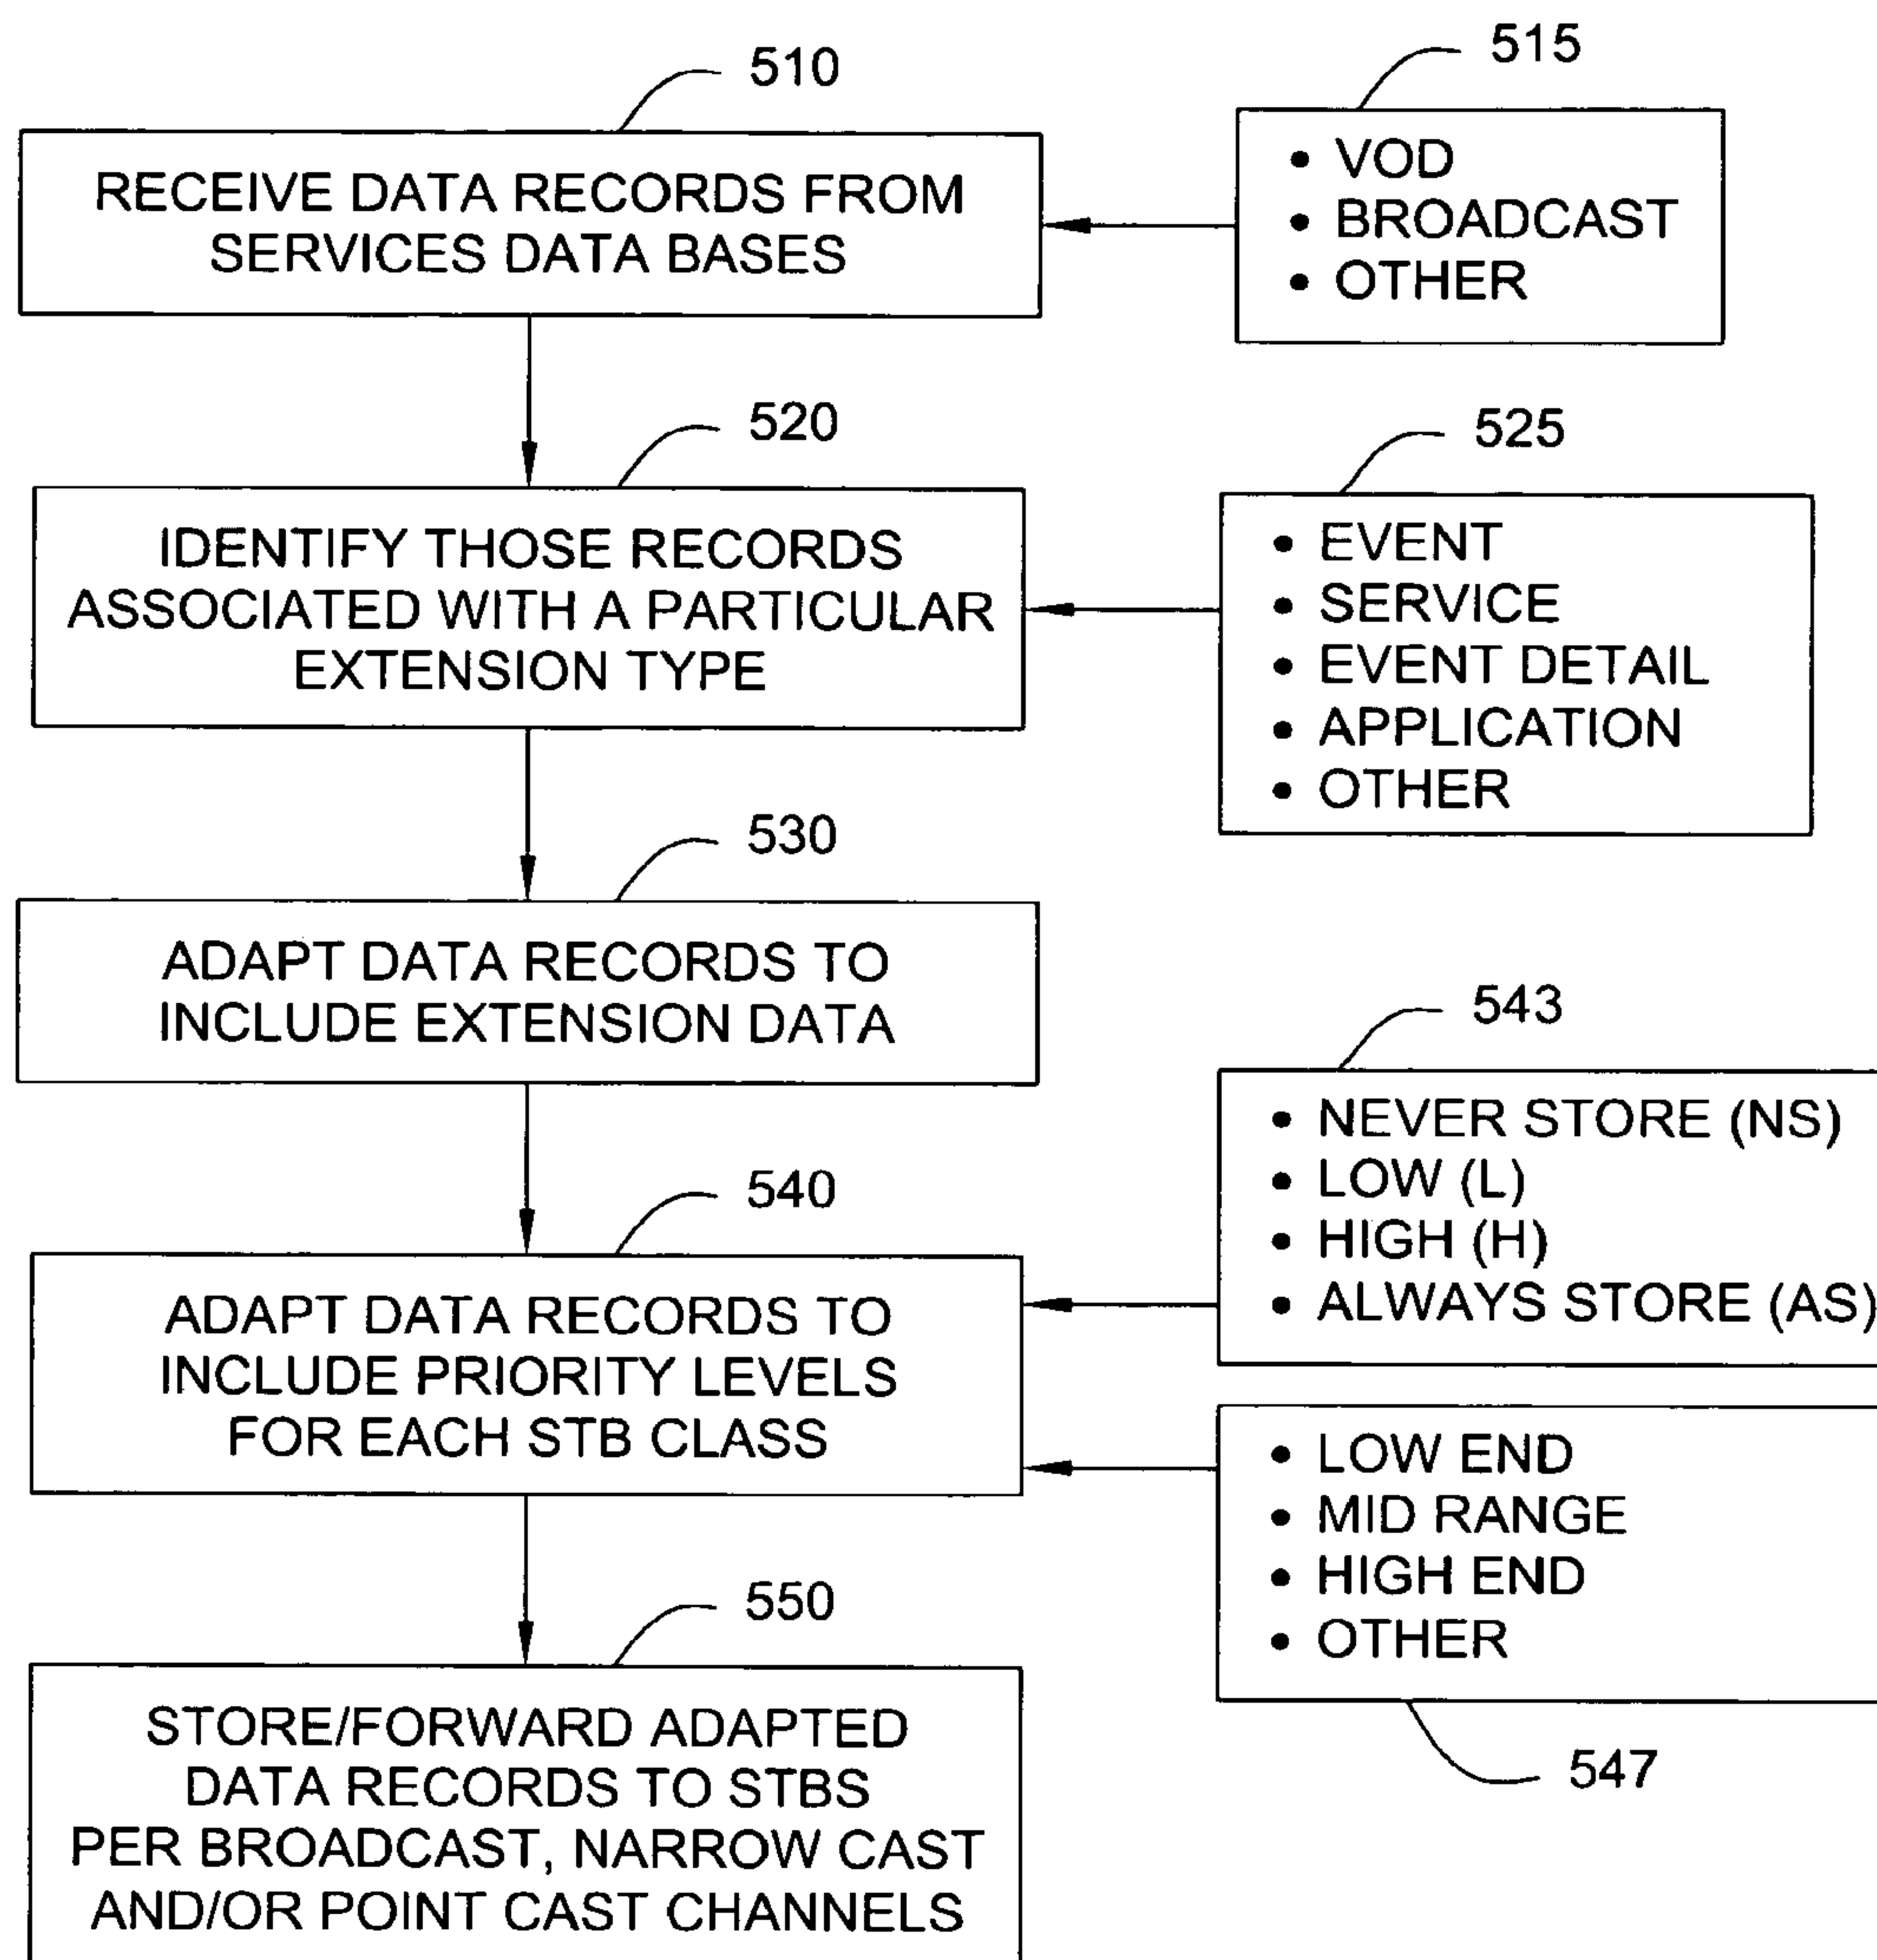 510
RECEIVE DATA RECORDS FROM
SERVICES DATA BASES
515
• VOD
• BROADCAST
• OTHER
520
IDENTIFY THOSE RECORDS
ASSOCIATED WITH A PARTICULAR
EXTENSION TYPE
525
• EVENT
• SERVICE
• EVENT DETAIL
• APPLICATION
• OTHER
530
ADAPT DATA RECORDS TO
INCLUDE EXTENSION DATA
540
ADAPT DATA RECORDS TO
INCLUDE PRIORITY LEVELS
FOR EACH STB CLASS
543
• NEVER STORE (NS)
• LOW (L)
• HIGH (H)
• ALWAYS STORE (AS)
• LOW END
• MID RANGE
• HIGH END
• OTHER
547
550
STORE/FORWARD ADAPTED
DATA RECORDS TO STBS
PER BROADCAST, NARROW CAST
AND/OR POINT CAST CHANNELS